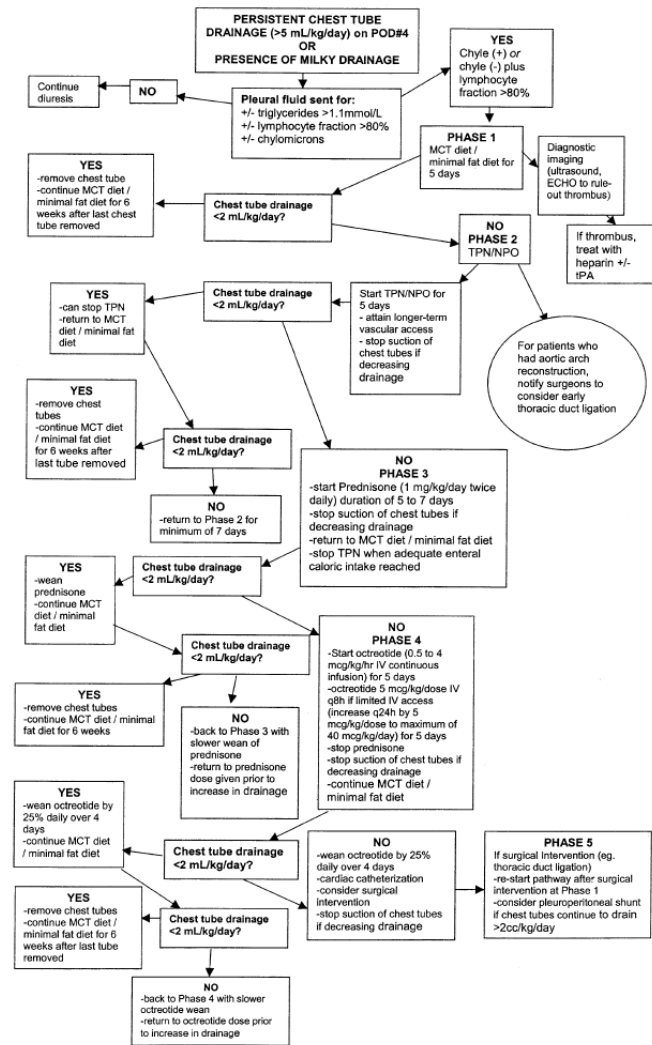 PERSISTENT CHEST TUBE
DRAINAGE (>5 mL/kg/day) on POD#4
OR
PRESENCE OF MILKY DRAINAGE
YES
Chyle (+) or
chyle (-) plus
lymphocyte
fraction >80%
Continue
diuresis
NO
Pleural fluid sent for:
+/- triglycerides >1.1mmol/L
+/- lymphocyte fraction >80%
+/- chylomicrons
PHASE 1
MCT diet /
minimal fat diet for
5 days
Diagnostic
imaging
(ultrasound,
ECHO to rule-
out thrombus)
YES
-remove chest tube
-continue MCT diet /
minimal fat diet for 6
weeks after last chest
tube removed
Chest tube drainage
<2 mL/kg/day?
NO
PHASE 2
TPN/NPO
If thrombus,
treat with
heparin +/-
tPA
YES
-can stop TPN
-return to MCT
diet / minimal fat
diet
Chest tube drainage
<2 mL/kg/day?
Start TPN/NPO for
5 days
- attain longer-term
vascular access
- stop suction of
chest tubes if
decreasing
drainage
For patients who
had aortic arch
reconstruction,
notify surgeons to
consider early
thoracic duct ligation
YES
-remove chest
tubes
-continue MCT diet
/ minimal fat diet
for 6 weeks after
last tube removed
Chest tube drainage
<2 mL/kg/day?
NO
-return to Phase 2 for
minimum of 7 days
NO
PHASE 3
-start Prednisone (1 mg/kg/day twice
daily) duration of 5 to 7 days
-stop suction of chest tubes if
decreasing drainage
-return to MCT diet / minimal fat diet
-stop TPN when adequate enteral
caloric intake reached
YES
-wean
prednisone
-continue MCT
diet / minimal
fat diet
Chest tube drainage
<2 mL/kg/day?
Chest tube drainage
<2 mL/kg/day?
NO
PHASE 4
-Start octreotide (0.5 to 4
mcg/kg/hr IV continuous
infusion) for 5 days
-octreotide 5 mcg/kg/dose IV
q8h if limited IV access
(increase q24h by 5
mcg/kg/dose to maximum of
40 mcg/kg/day) for 5 days
-stop prednisone
-stop suction of chest tubes if
decreasing drainage
-continue MCT diet /
minimal fat diet
YES
-remove chest tubes
-continue MCT diet / minimal
fat diet for 6 weeks
NO
-back to Phase 3 with
slower wean of
prednisone
-return to prednisone
dose given prior to
increase in drainage
YES
-wean octreotide by
25% daily over 4
days
-continue MCT diet
/ minimal fat diet
Chest tube drainage
<2 mL/kg/day?
NO
-wean octreotide by 25%
daily over 4 days
-cardiac catheterization
-consider surgical
intervention
-stop suction of chest tubes
if decreasing drainage
PHASE 5
If surgical Intervention (eg.
thoracic duct ligation)
-re-start pathway after surgical
intervention at Phase 1
-consider pleuroperitoneal shunt
if chest tubes continue to drain
>2cc/kg/day
YES
-remove chest tubes
-continue MCT diet /
minimal fat diet for 6
weeks after last tube
removed
Chest tube drainage
<2 mL/kg/day?
NO
-back to Phase 4 with slower
octreotide wean
-return to octreotide dose prior
to increase in drainage